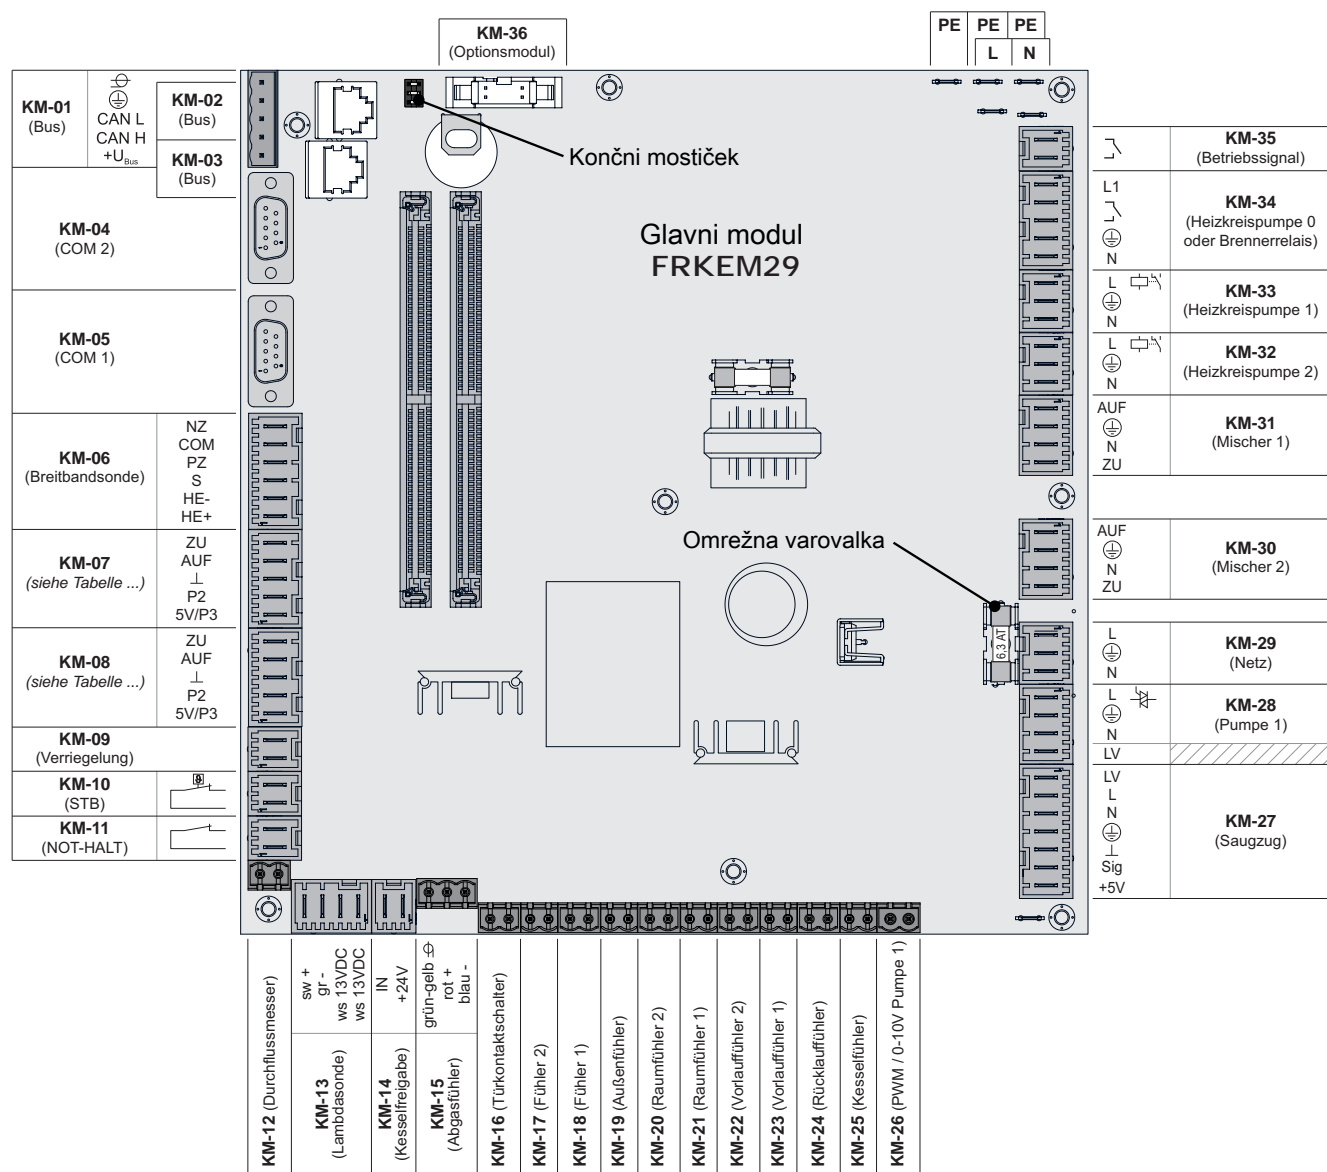 KM-36
(Optionsmodul)
PE PE PE
L N
KM-01
(Bus)
CAN L
CAN H
+UBus
KM-02
(Bus)
KM-03
(Bus)
KM-04
(COM 2)
KM-05
(COM 1)
KM-06
(Breitbandsonde)
NZ
COM
PZ
S
HE-
HE+
KM-07
(siehe Tabelle ...)
ZU
AUF
⊥
P2
5V/P3
KM-08
(siehe Tabelle ...)
ZU
AUF
⊥
P2
5V/P3
KM-09
(Verriegelung)
KM-10
(STB)
KM-11
(NOT-HALT)
Končni mostiček
Glavni modul
FRKEM29
Omrežna varovalka
6,3 AT
KM-35
(Betriebssignal)
L1
N
KM-34
(Heizkreispumpe 0
oder Brennerrelais)
L
N
KM-33
(Heizkreispumpe 1)
L
N
KM-32
(Heizkreispumpe 2)
AUF
N
ZU
KM-31
(Mischer 1)
AUF
N
ZU
KM-30
(Mischer 2)
L
N
KM-29
(Netz)
L
N
LV
KM-28
(Pumpe 1)
LV
L
N
⊥
Sig
+5V
KM-27
(Saugzug)
KM-12 (Durchflussmesser)
sw +
gr -
ws 13VDC
ws 13VDC
KM-13
(Lambdasonde)
IN
+24V
KM-14
(Kesselfreigabe)
grün-gelb
rot +
blau -
KM-15
(Abgasfühler)
KM-16 (Türkontaktschalter)
KM-17 (Fühler 2)
KM-18 (Fühler 1)
KM-19 (Außenfühler)
KM-20 (Raumfühler 2)
KM-21 (Raumfühler 1)
KM-22 (Vorlauffühler 2)
KM-23 (Vorlauffühler 1)
KM-24 (Rücklauffühler)
KM-25 (Kesselfühler)
KM-26 (PWM / 0-10V Pumpe 1)